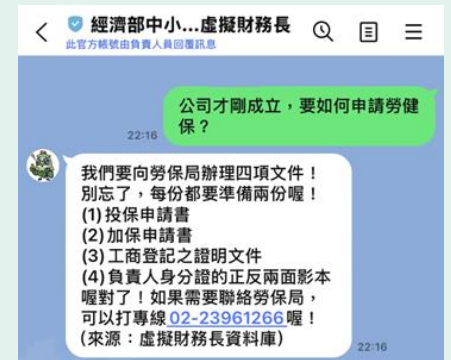 經濟部中小...虛擬財務長
此官方帳號由負責人員回覆訊息
公司才剛成立，要如何申請勞健
保？
22:16
我們要向勞保局辦理四項文件！
別忘了，每份都要準備兩份喔！
(1)投保申請書
(2)加保申請書
(3)工商登記之證明文件
(4)負責人身分證的正反兩面影本
喔對了！如果需要聯絡勞保局，
可以打專線02-23961266喔！
(來源：虛擬財務長資料庫)
22:16